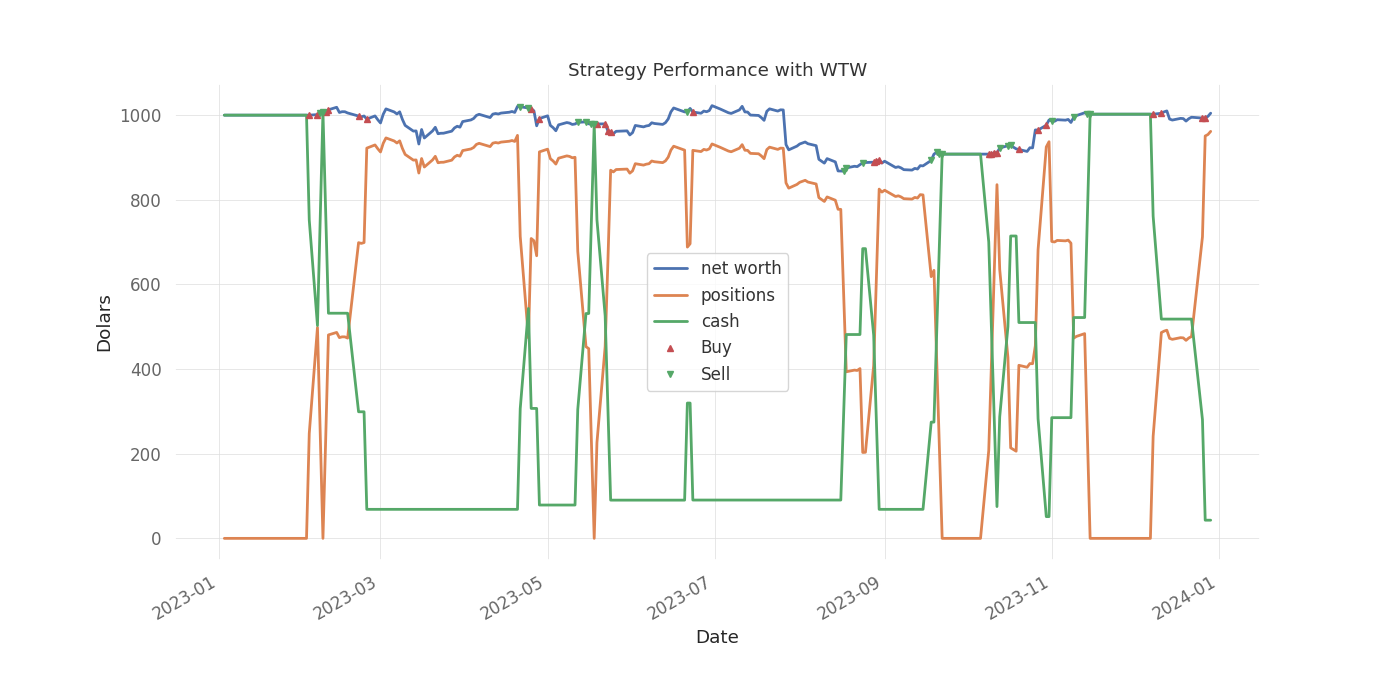 Strategy Performance with WTW
Dolars
1000
800
600
400
200
0
net worth
positions
cash
Buy
Sell
2023-01
2023-03
2023-05
2023-07
2023-09
2023-11
2024-01
Date